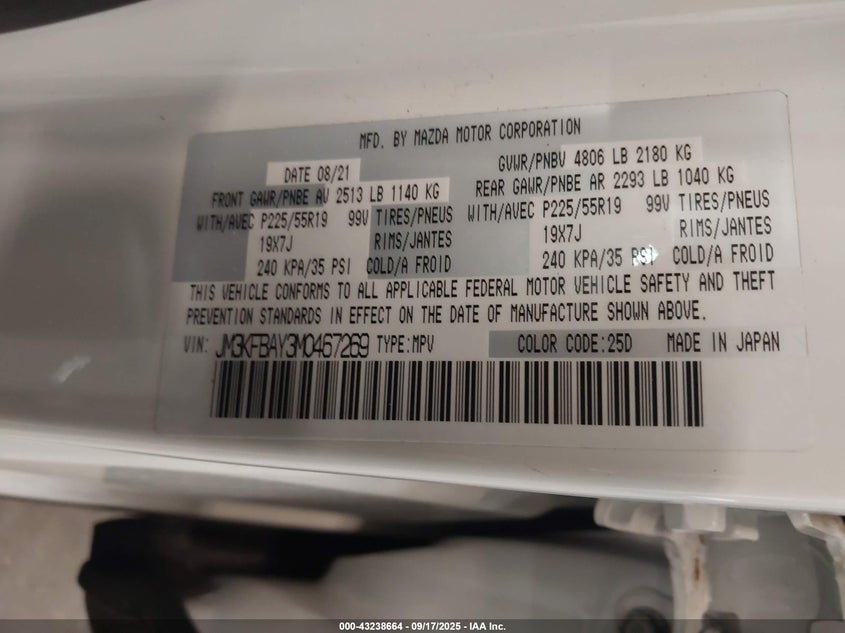 MFD. BY MAZDA MOTOR CORPORATION
DATE 08/21 GVWR/PNBV 4806 LB 2180 KG
FRONT GAWR/PNBE AV 2513 LB 1140 KG REAR GAWR/PNBE AR 2293 LB 1040 KG
WITH/AVEC P225/55R19 99V TIRES/PNEUS WITH/AVEC P225/55R19 99V TIRES/PNEUS
19X7J RIMS/JANTES 19X7J RIMS/JANTES
240 KPA/35 PSI COLD/A FROID 240 KPA/35 PSI COLD/A FROID
THIS VEHICLE CONFORMS TO ALL APPLICABLE FEDERAL MOTOR VEHICLE SAFETY AND THEFT
PREVENTION STANDARDS IN EFFECT ON THE DATE OF MANUFACTURE SHOWN ABOVE.
VIN: JM3KFBAY3M0467269 TYPE:MPV COLOR CODE:25D MADE IN JAPAN
000-43238664 - 09/17/2025 - IAA Inc.